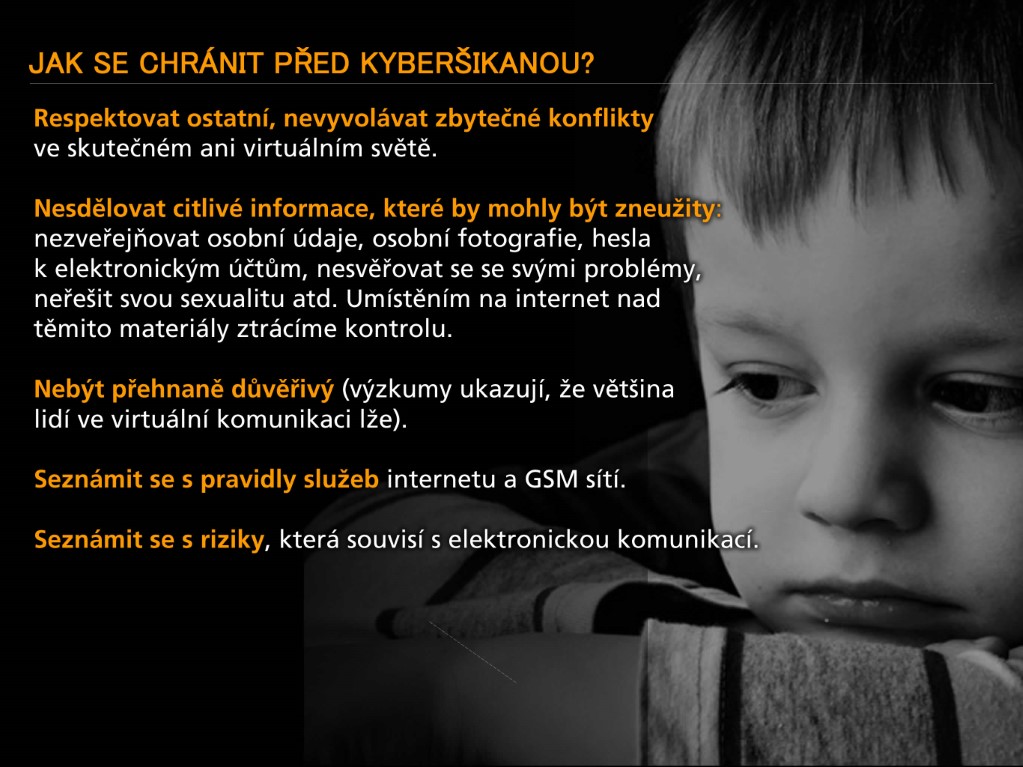 JAK SE CHRÁNIT PŘED KYBERŠIKANOU?
Respektovat ostatní, nevyvolávat zbytečné konflikty
ve skutečném ani virtuálním světě.
Nesdělovat citlivé informace, které by mohly být zneužity:
nezveřejňovat osobní údaje, osobní fotografie, hesla
k elektronickým účtům, nesvěřovat se se svými problémy,
neřešit svou sexualitu atd. Umístěním na internet nad
těmito materiály ztrácíme kontrolu.
Nebýt přehnaně důvěřivý (výzkumy ukazují, že většina
lidí ve virtuální komunikaci lže).
Seznámit se s pravidly služeb internetu a GSM sítí.
Seznámit se s riziky, která souvisí s elektronickou komunikací.